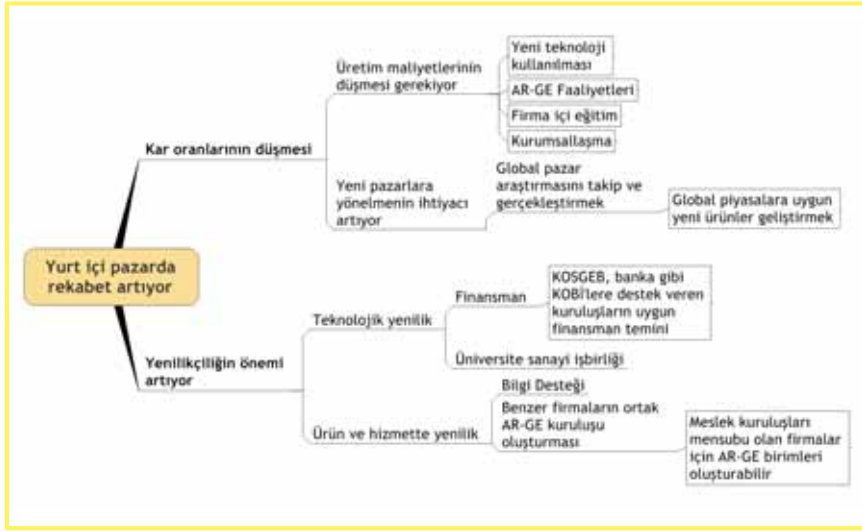 Yurt içi pazarda
rekabet artıyor
Kar oranlarının düşmesi
Üretim maliyetlerinin
düşmesi gerekiyor
Yeni teknoloji
kullanılması
AR-GE Faaliyetleri
Firma içi eğitim
Kurumsallaşma
Yeni pazarlara
yönelmenin ihtiyacı
artıyor
Global pazar
araştırmasını takip ve
gerçekleştirmek
Global piyasalara uygun
yeni ürünler geliştirmek
Yenilikçiliğin önemi
artıyor
Teknolojik yenilik
Finansman
KOSGEB, banka gibi
KOBİ'lere destek veren
kuruluşların uygun
finansman temini
Üniversite sanayi işbirliği
Ürün ve hizmette yenilik
Bilgi Desteği
Benzer firmaların ortak
AR-GE kuruluşu
oluşturması
Meslek kuruluşları
mensubu olan firmalar
için AR-GE birimleri
oluşturabilir